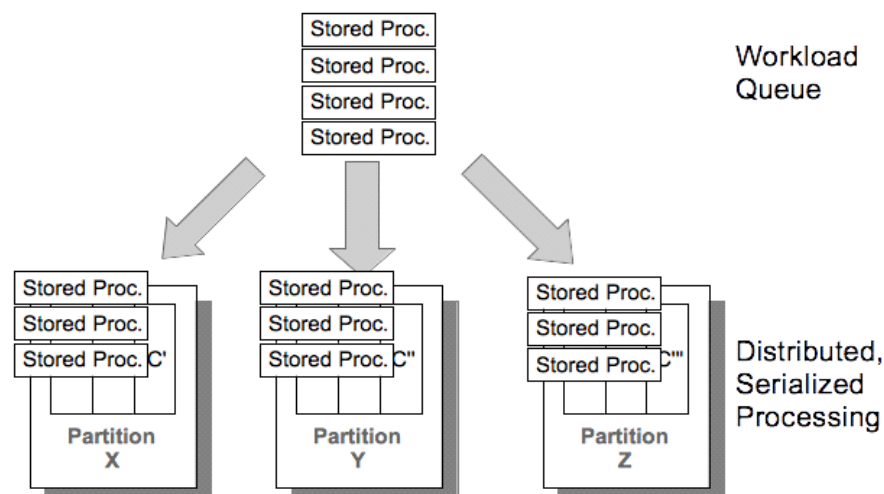 Stored Proc.
Stored Proc.
Stored Proc.
Stored Proc.
Workload
Queue
Stored Proc.
Stored Proc.
Stored Proc.
C'
Partition
X
Stored Proc.
Stored Proc.
Stored Proc.
C''
Partition
Y
Stored Proc.
Stored Proc.
Stored Proc.
C'''
Partition
Z
Distributed,
Serialized
Processing